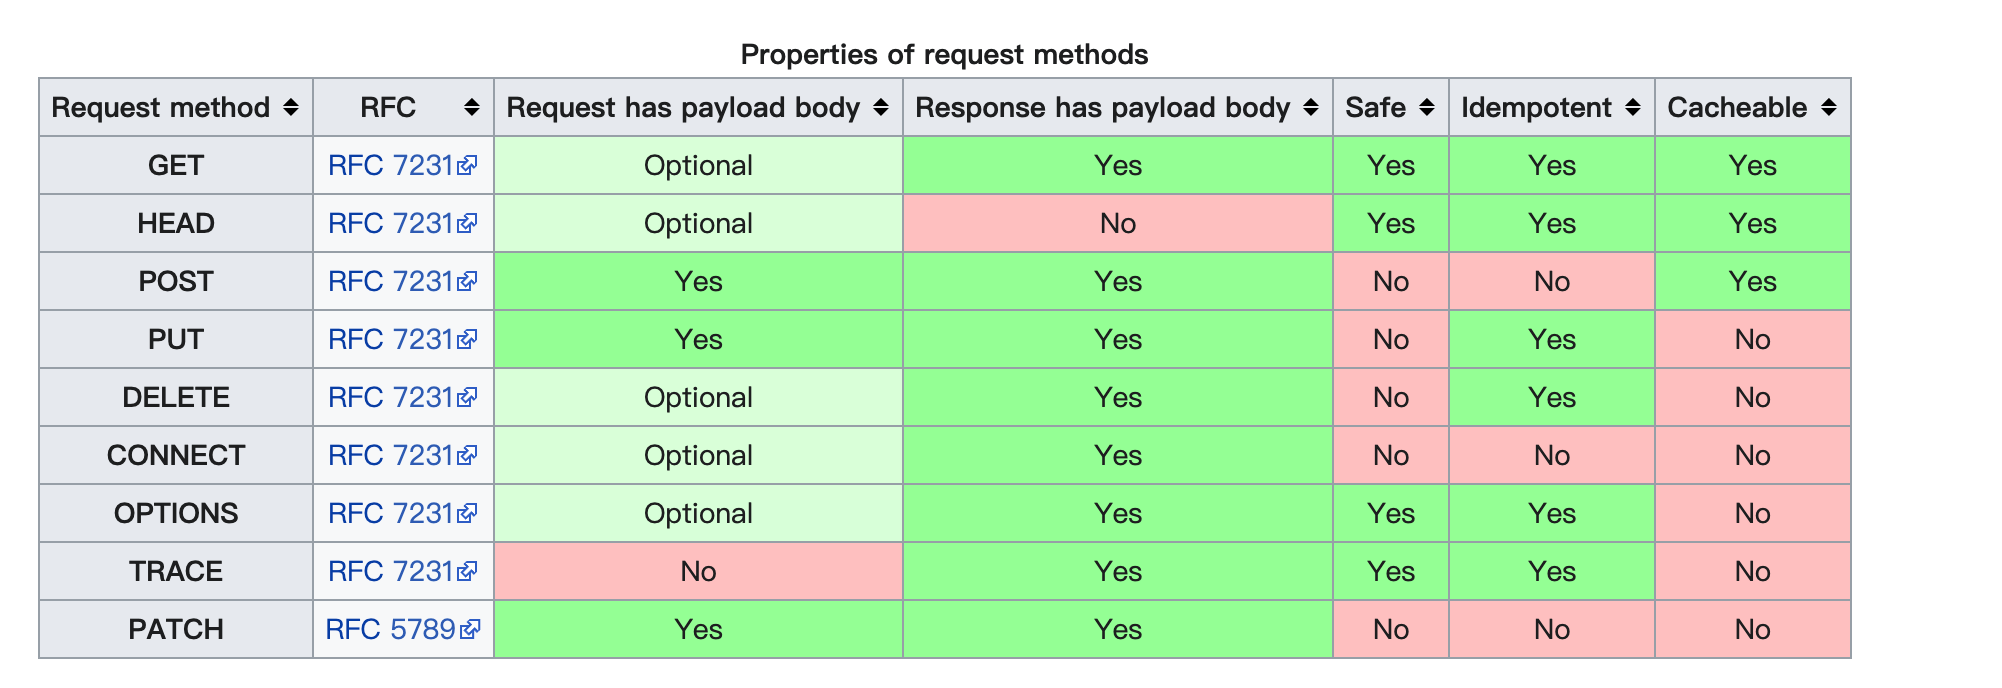 Properties of request methods
Request method RFC Request has payload body Response has payload body Safe Idempotent Cacheable
GET RFC 7231 Optional Yes Yes Yes Yes
HEAD RFC 7231 Optional No Yes Yes Yes
POST RFC 7231 Yes Yes No No Yes
PUT RFC 7231 Yes Yes No Yes No
DELETE RFC 7231 Optional Yes No Yes No
CONNECT RFC 7231 Optional Yes No No No
OPTIONS RFC 7231 Optional Yes Yes Yes No
TRACE RFC 7231 No Yes Yes Yes No
PATCH RFC 5789 Yes Yes No No No